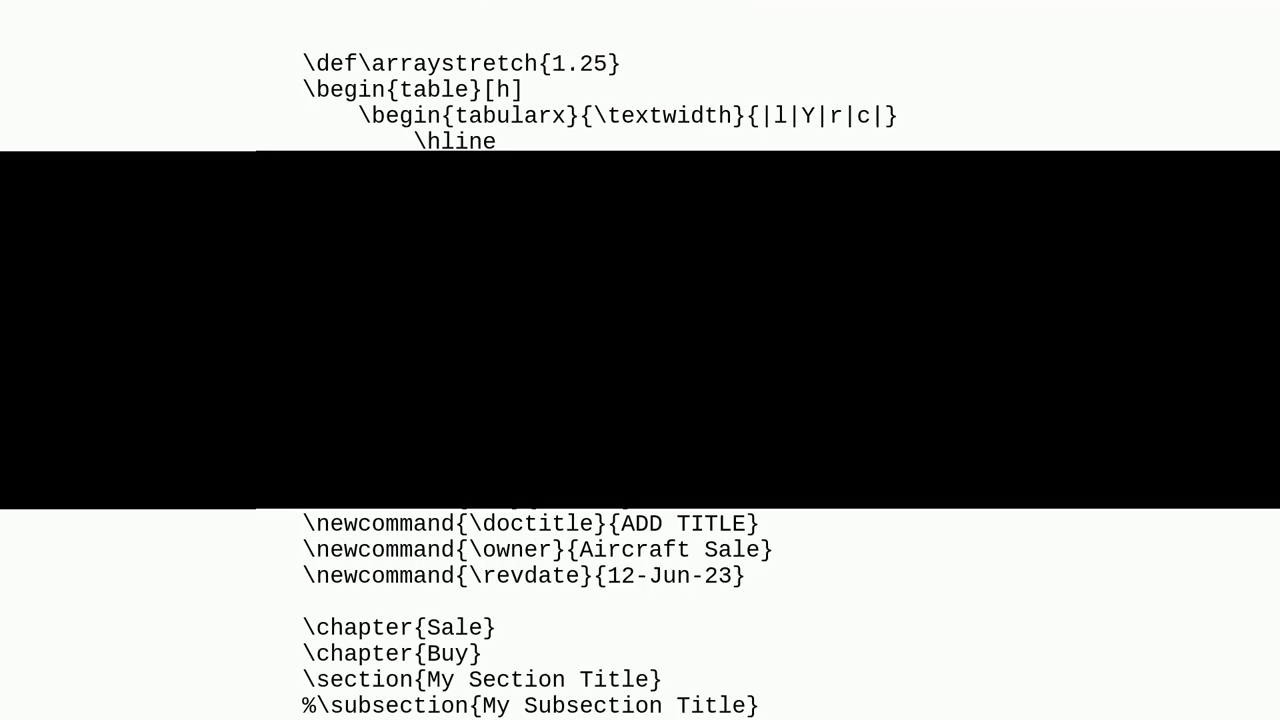 \def\arraystretch{1.25}
\begin{table}[h]
    \begin{tabularx}{\textwidth}{|l|Y|r|c|}
        \hline
\newcommand{\doctitle}{ADD TITLE}
\newcommand{\owner}{Aircraft Sale}
\newcommand{\revdate}{12-Jun-23}

\chapter{Sale}
\chapter{Buy}
\section{My Section Title}
%\subsection{My Subsection Title}